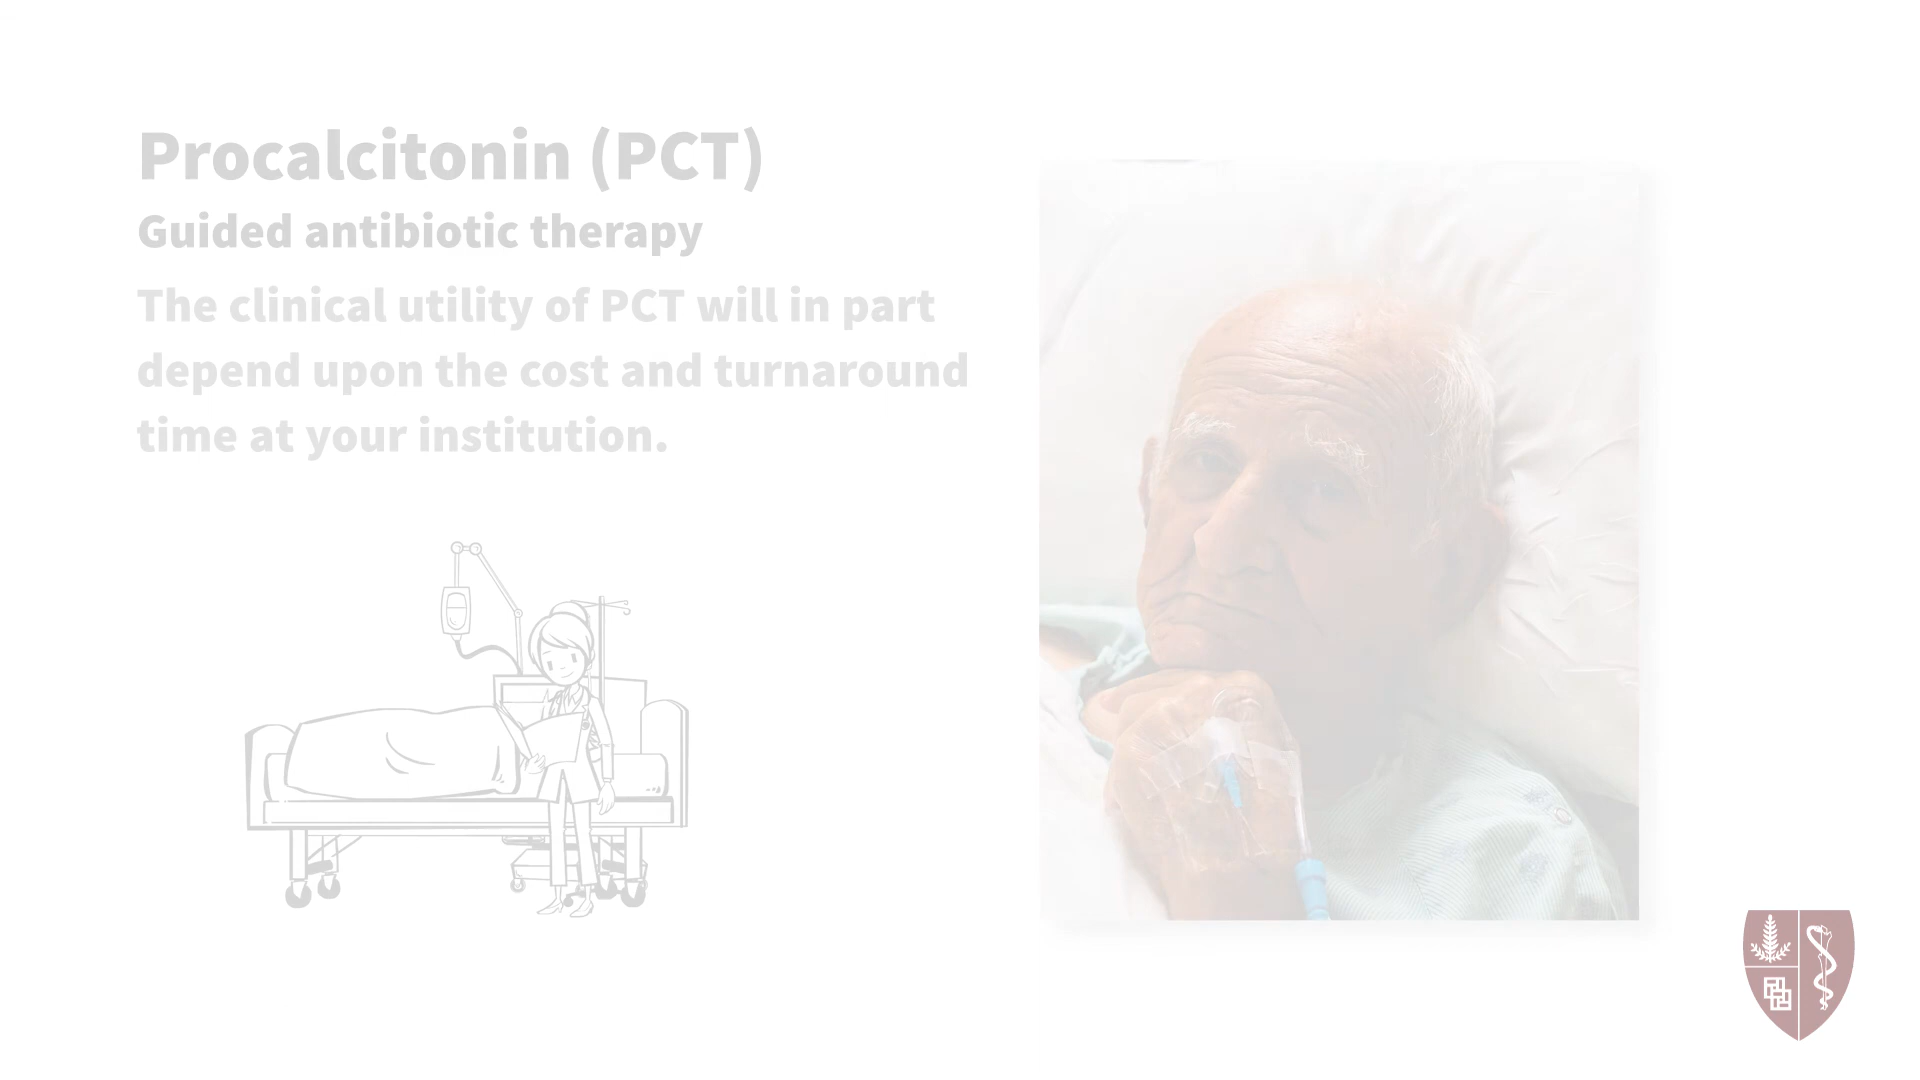 Procalcitonin (PCT)
Guided antibiotic therapy
The clinical utility of PCT will in part
depend upon the cost and turnaround
time at your institution.